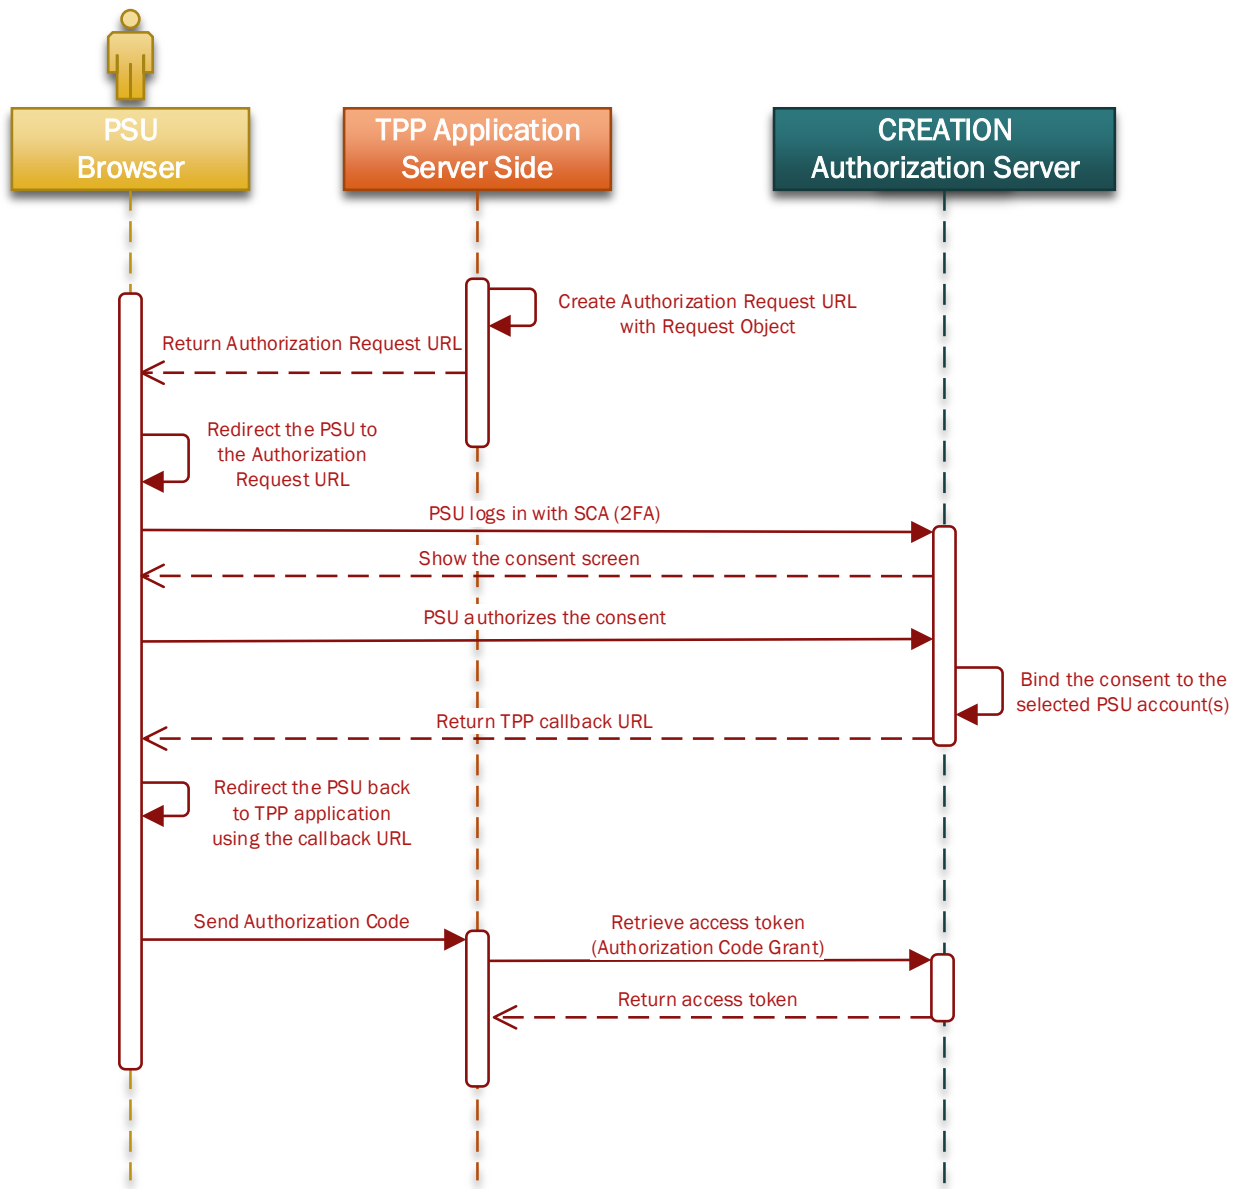 PSU
Browser
TPP Application
Server Side
CREATION
Authorization Server
Create Authorization Request URL
with Request Object
Return Authorization Request URL
Redirect the PSU to
the Authorization
Request URL
PSU logs in with SCA (2FA)
Show the consent screen
PSU authorizes the consent
Bind the consent to the
selected PSU account(s)
Return TPP callback URL
Redirect the PSU back
to TPP application
using the callback URL
Send Authorization Code
Retrieve access token
(Authorization Code Grant)
Return access token